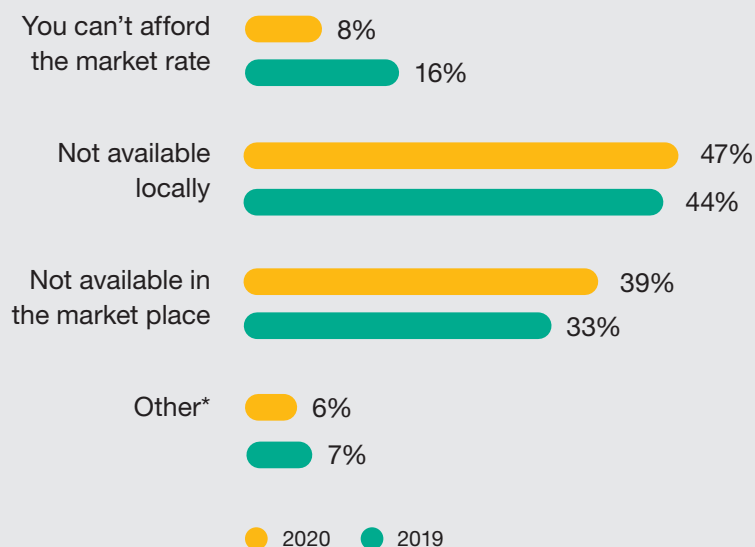 You can’t afford
the market rate
8%
16%
Not available
locally
47%
44%
Not available in
the market place
39%
33%
Other*
6%
7%
2020 2019